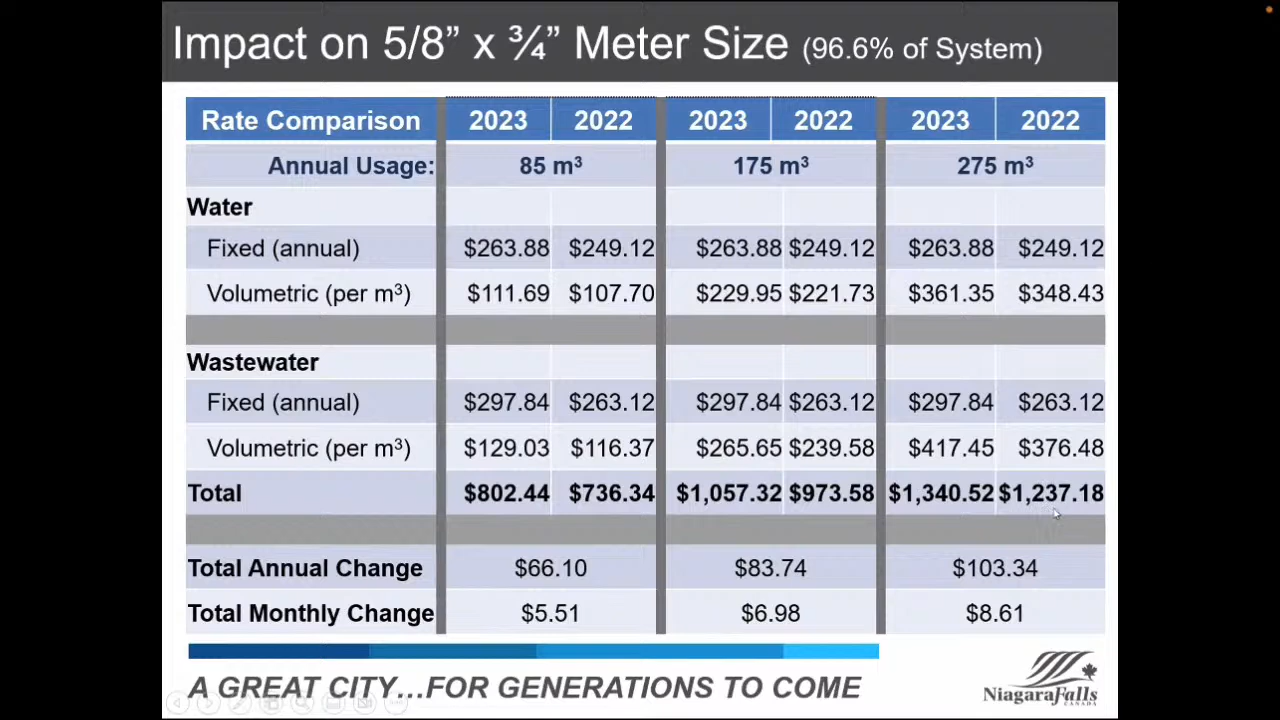 Impact on 5/8” x ¾” Meter Size (96.6% of System)
Rate Comparison 2023 2022 2023 2022 2023 2022
Annual Usage: 85 m³ 175 m³ 275 m³
Water
Fixed (annual) $263.88 $249.12 $263.88 $249.12 $263.88 $249.12
Volumetric (per m³) $111.69 $107.70 $229.95 $221.73 $361.35 $348.43
Wastewater
Fixed (annual) $297.84 $263.12 $297.84 $263.12 $297.84 $263.12
Volumetric (per m³) $129.03 $116.37 $265.65 $239.58 $417.45 $376.48
Total $802.44 $736.34 $1,057.32 $973.58 $1,340.52 $1,237.18
Total Annual Change $66.10 $83.74 $103.34
Total Monthly Change $5.51 $6.98 $8.61
A GREAT CITY…FOR GENERATIONS TO COME
NiagaraFalls
CANADA